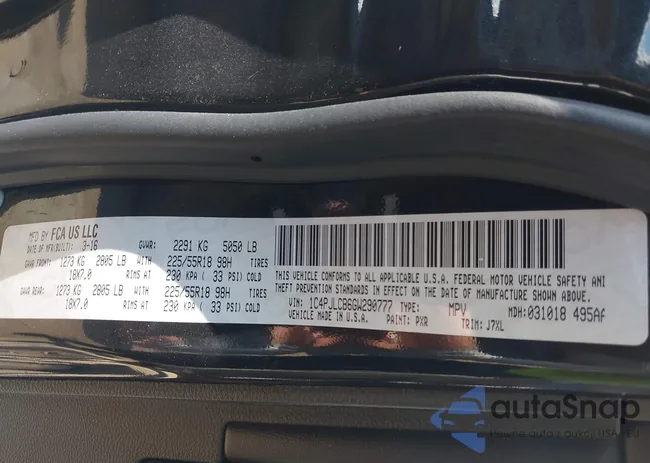 MFD BY FCA US LLC
DATE OF MFR(BUILT): 3-16 GVWR: 2291 KG 5050 LB
GAWR FRONT: 1273 KG 2805 LB WITH 225/55R18 98H TIRES
18X7.0 RIMS AT 230 KPA ( 33 PSI) COLD
GAWR REAR: 1273 KG 2805 LB WITH 225/55R18 98H TIRES
18X7.0 RIMS AT 230 KPA ( 33 PSI) COLD
THIS VEHICLE CONFORMS TO ALL APPLICABLE U.S.A. FEDERAL MOTOR VEHICLE SAFETY AND
THEFT PREVENTION STANDARDS IN EFFECT ON THE DATE OF MANUFACTURE SHOWN ABOVE.
VIN: 1C4PJLCB6GW290777 TYPE: MPV MDH:031018 495AF
VEHICLE MADE IN U.S.A. PAINT: PXR TRIM: J7XL
autaSnap